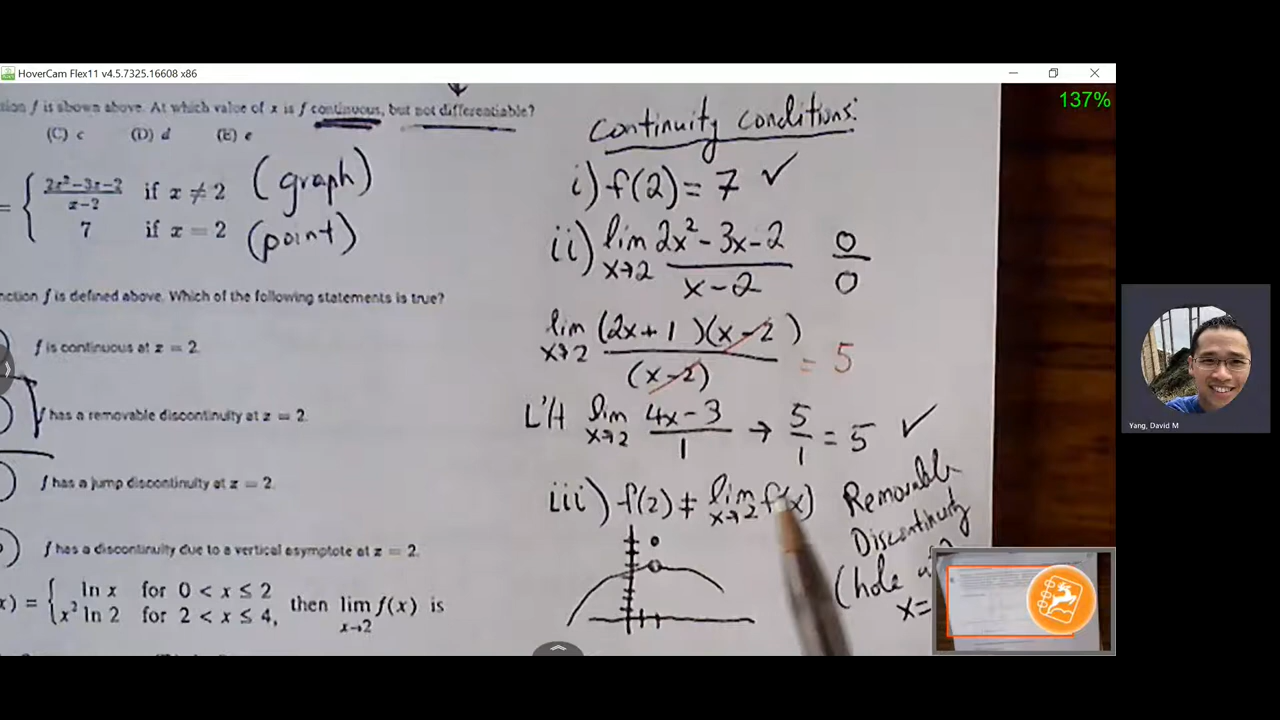 HoverCam Flex11 v4.5.7325.16608 x86
137%
tion f is shown above. At which value of x is f continuous, but not differentiable?
(C) c (D) d (E) e
= { 2x²-3x-2 / x-2 if x ≠ 2 (graph)
7 if x = 2 (point)
nction f is defined above. Which of the following statements is true?
f is continuous at x = 2.
f has a removable discontinuity at x = 2.
f has a jump discontinuity at x = 2.
f has a discontinuity due to a vertical asymptote at x = 2.
x) = { ln x for 0 < x ≤ 2
x² ln 2 for 2 < x ≤ 4, then lim x→2 f(x) is
Continuity conditions:
i) f(2) = 7 ✓
ii) lim x→2 2x² - 3x - 2 / x - 2 0/0
lim x→2 (2x + 1)(x - 2) / (x - 2) = 5
L'H lim x→2 4x - 3 / 1 → 5/1 = 5 ✓
iii) f(2) ≠ lim x→2 f(x)
Removable
Discontinuity
(hole
x=
Yang, David M